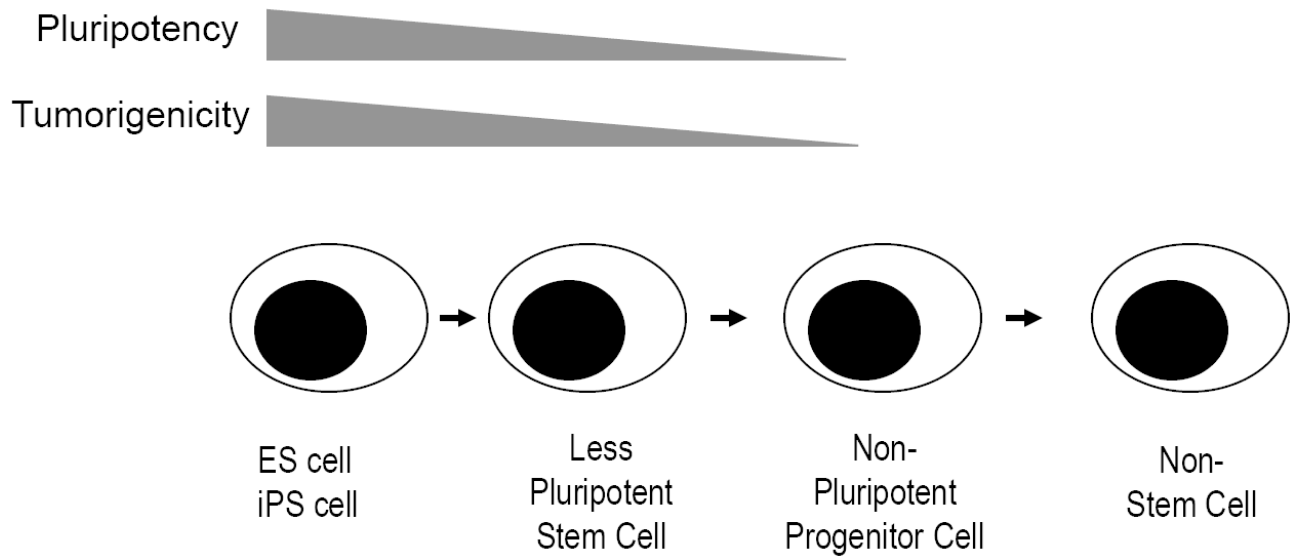 Pluripotency
Tumorigenicity
ES cell
iPS cell
Less
Pluripotent
Stem Cell
Non-
Pluripotent
Progenitor Cell
Non-
Stem Cell